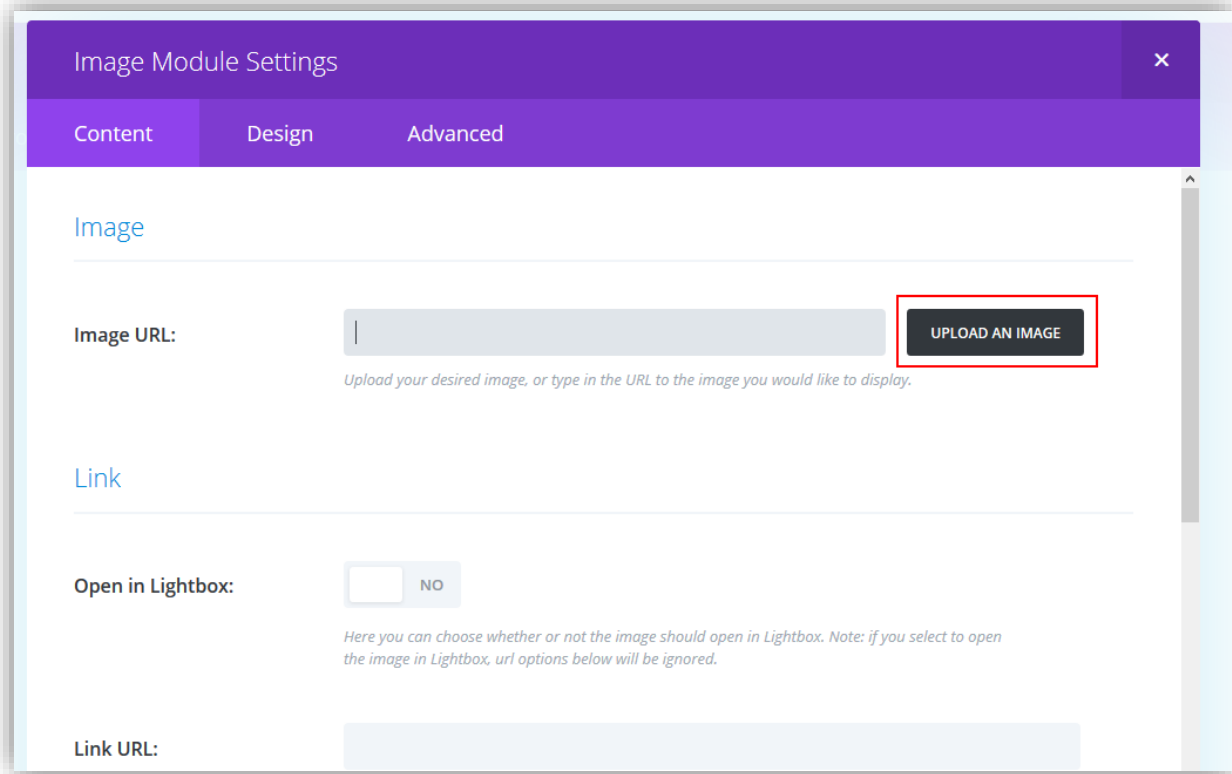 Image Module Settings
Content Design Advanced
Image
Image URL: UPLOAD AN IMAGE
Upload your desired image, or type in the URL to the image you would like to display.
Link
Open in Lightbox: NO
Here you can choose whether or not the image should open in Lightbox. Note: if you select to open
the image in Lightbox, url options below will be ignored.
Link URL: